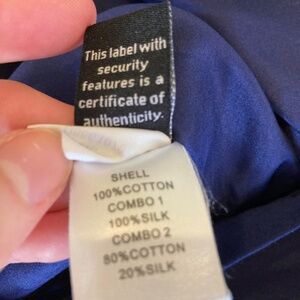 This label with
security
features is a
certificate of
authenticity.
SHELL
100%COTTON
COMBO 1
100%SILK
COMBO 2
80%COTTON
20%SILK